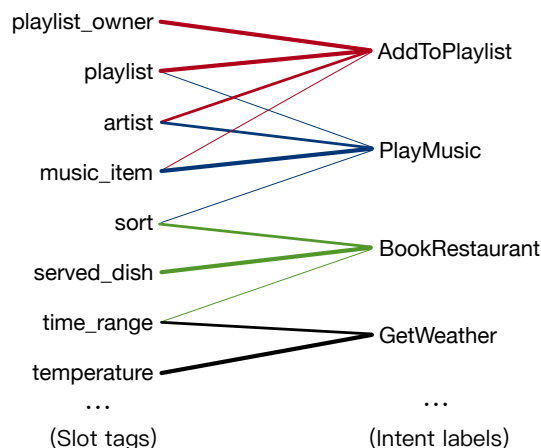 playlist_owner
playlist
artist
music_item
sort
served_dish
time_range
temperature
...
(Slot tags)
AddToPlaylist
PlayMusic
BookRestaurant
GetWeather
...
(Intent labels)